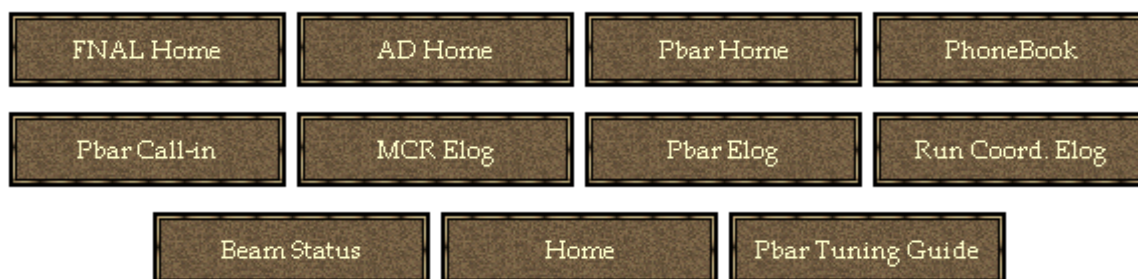 FNAL Home AD Home Pbar Home PhoneBook
Pbar Call-in MCR Elog Pbar Elog Run Coord. Elog
Beam Status Home Pbar Tuning Guide